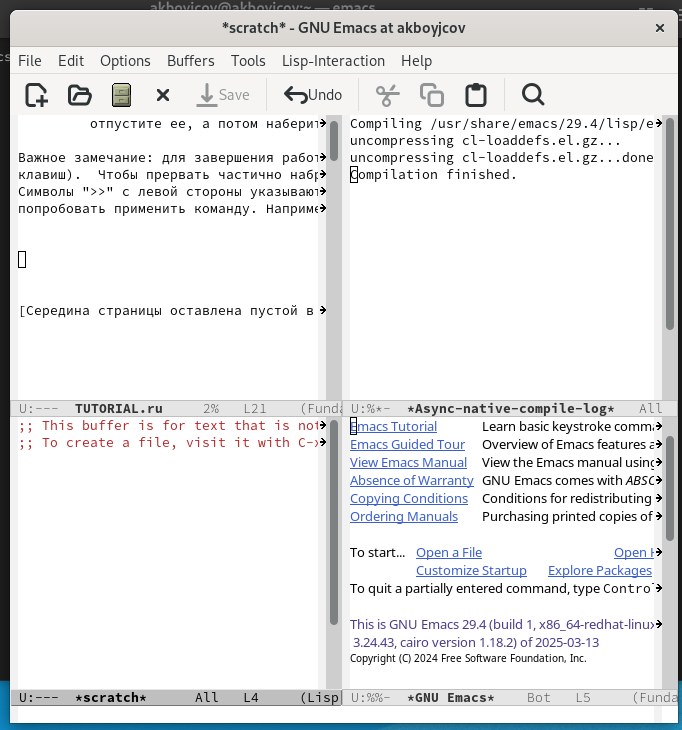 akboyjcov@akboyjcov:~ — emacs
*scratch* - GNU Emacs at akboyjcov
File Edit Options Buffers Tools Lisp-Interaction Help
Save Undo
отпустите ее, а потом наберит
Важное замечание: для завершения рабо
клавиш). Чтобы прервать частично наб
Символы ">>" с левой стороны указываю
попробовать применить команду. Наприме
[Середина страницы оставлена пустой в
U:--- TUTORIAL.ru 2% L21 (Funda
Compiling /usr/share/emacs/29.4/lisp/e
uncompressing cl-loaddefs.el.gz...
uncompressing cl-loaddefs.el.gz...done
Compilation finished.
U:%*- *Async-native-compile-log* All
;; This buffer is for text that is not
;; To create a file, visit it with C-x
U:--- *scratch* All L4 (Lisp
Emacs Tutorial Learn basic keystroke comm
Emacs Guided Tour Overview of Emacs features a
View Emacs Manual View the Emacs manual using
Absence of Warranty GNU Emacs comes with ABSO
Copying Conditions Conditions for redistributing
Ordering Manuals Purchasing printed copies of
To start... Open a File Open H
Customize Startup Explore Packages
To quit a partially entered command, type Contro
This is GNU Emacs 29.4 (build 1, x86_64-redhat-linux
3.24.43, cairo version 1.18.2) of 2025-03-13
Copyright (C) 2024 Free Software Foundation, Inc.
U:%%- *GNU Emacs* Bot L5 (Funda